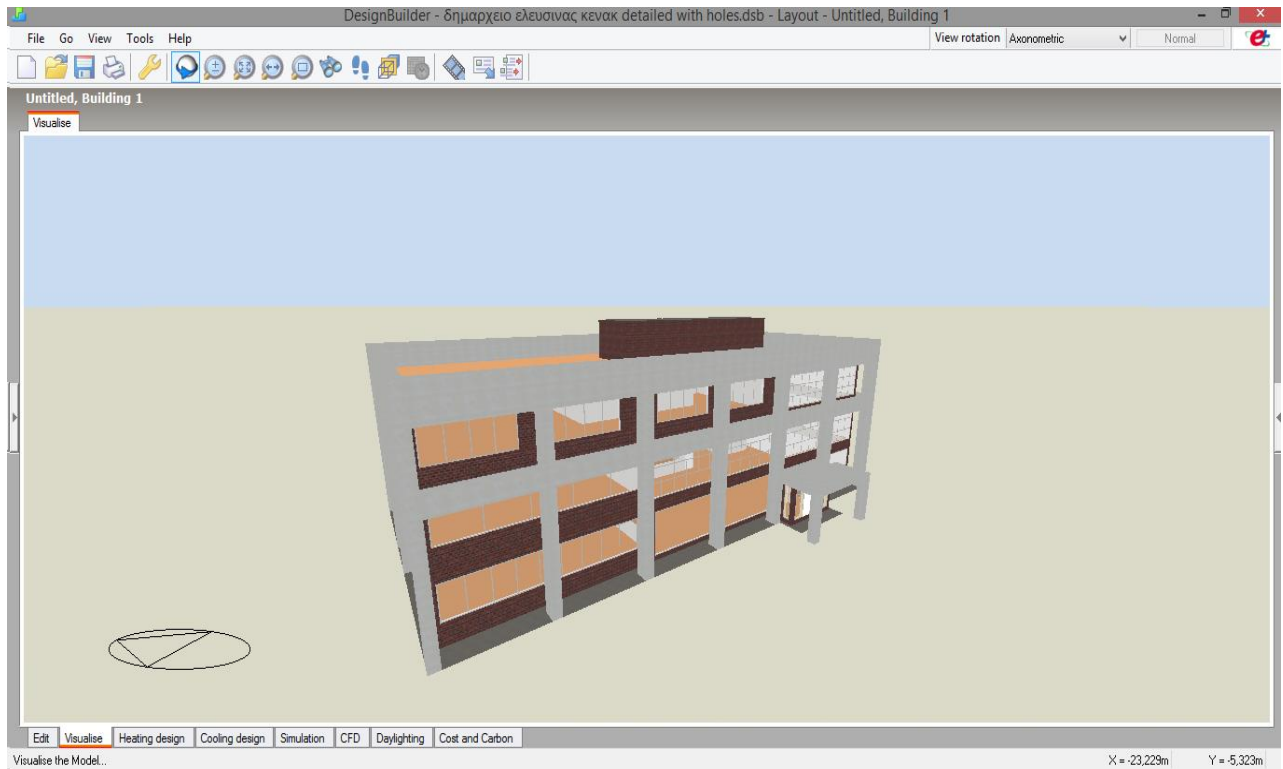 DesignBuilder - δημαρχειο ελευσινας κενακ detailed with holes.dsb - Layout - Untitled, Building 1
File Go View Tools Help View rotation Axonometric Normal
Untitled, Building 1
Visualise
Edit Visualise Heating design Cooling design Simulation CFD Daylighting Cost and Carbon
Visualise the Model... X = -23,229m Y = -5,323m